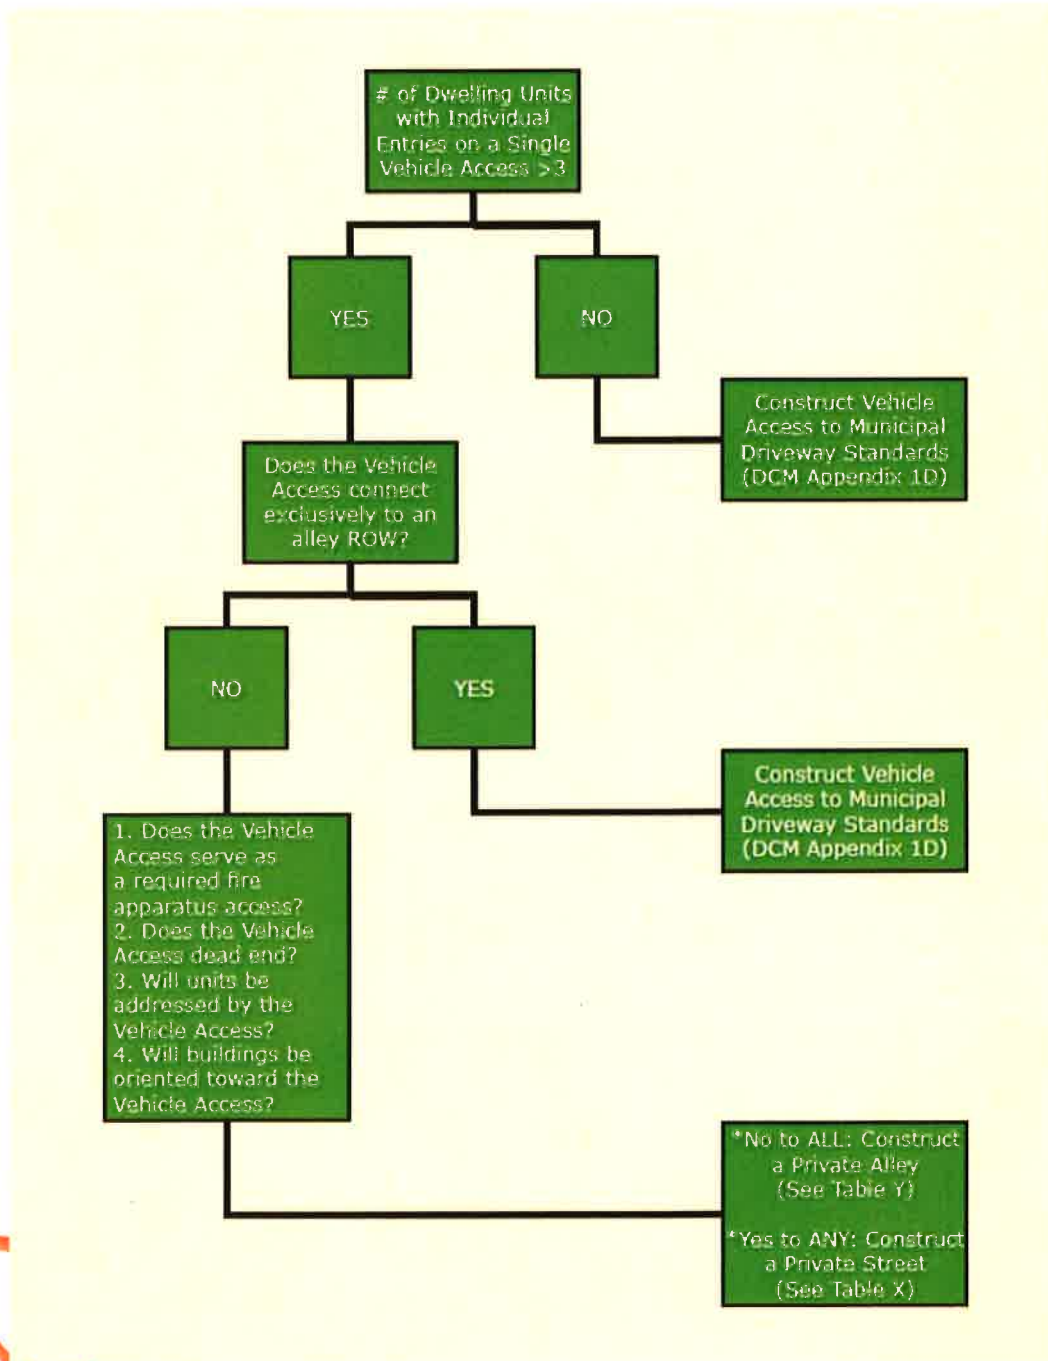 # of Dwelling Units
with Individual
Entries on a Single
Vehicle Access >3
YES
NO
Construct Vehicle
Access to Municipal
Driveway Standards
(DCM Appendix 1D)
Does the Vehicle
Access connect
exclusively to an
alley ROW?
NO
YES
Construct Vehicle
Access to Municipal
Driveway Standards
(DCM Appendix 1D)
1. Does the Vehicle
Access serve as
a required fire
apparatus access?
2. Does the Vehicle
Access dead end?
3. Will units be
addressed by the
Vehicle Access?
4. Will buildings be
oriented toward the
Vehicle Access?
*No to ALL: Construct
a Private Alley
(See Table Y)
*Yes to ANY: Construct
a Private Street
(See Table X)